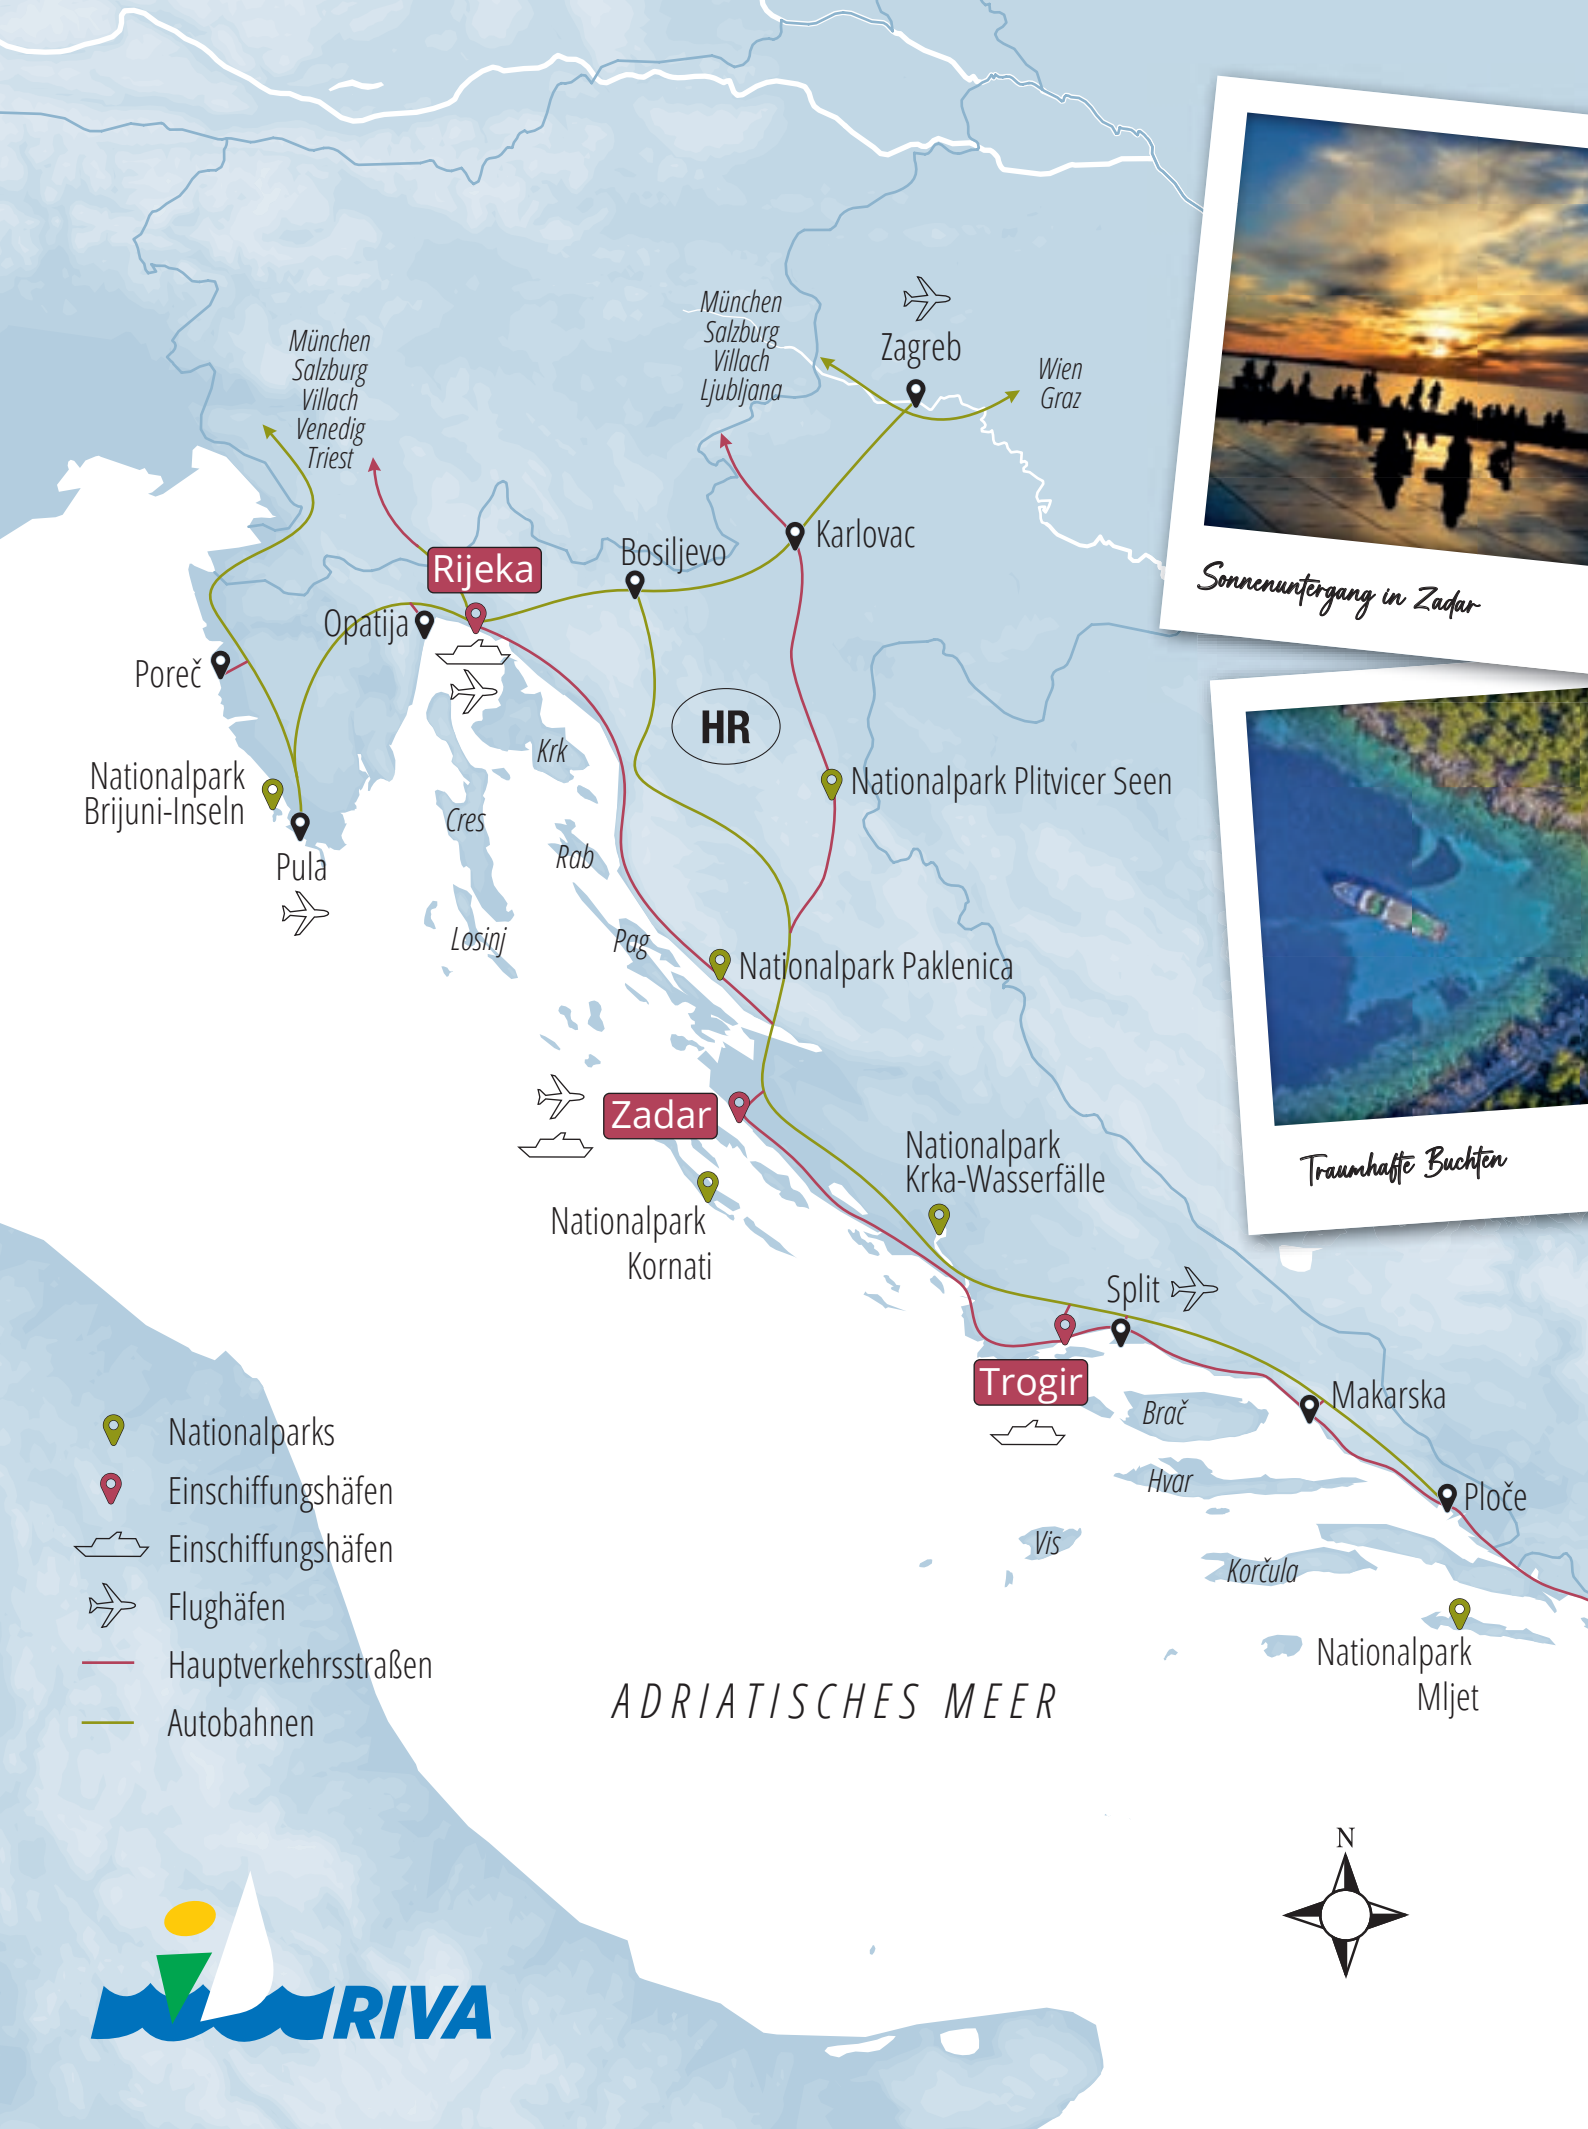 München
Salzburg
Villach
Venedig
Triest
München
Salzburg
Villach
Ljubljana
Zagreb
Wien
Graz
Karlovac
Bosiljevo
Rijeka
Opatija
Poreč
HR
Krk
Nationalpark
Brijuni-Inseln
Pula
Cres
Rab
Losinj
Pag
Nationalpark Plitvicer Seen
Nationalpark Paklenica
Zadar
Nationalpark
Kornati
Nationalpark
Krka-Wasserfälle
Split
Trogir
Makarska
Brač
Hvar
Ploče
Vis
Korčula
Nationalpark
Mljet
ADRIATISCHES MEER
Sonnenuntergang in Zadar
Traumhafte Buchten
Nationalparks
Einschiffungshäfen
Einschiffungshäfen
Flughäfen
Hauptverkehrsstraßen
Autobahnen
N
RIVA